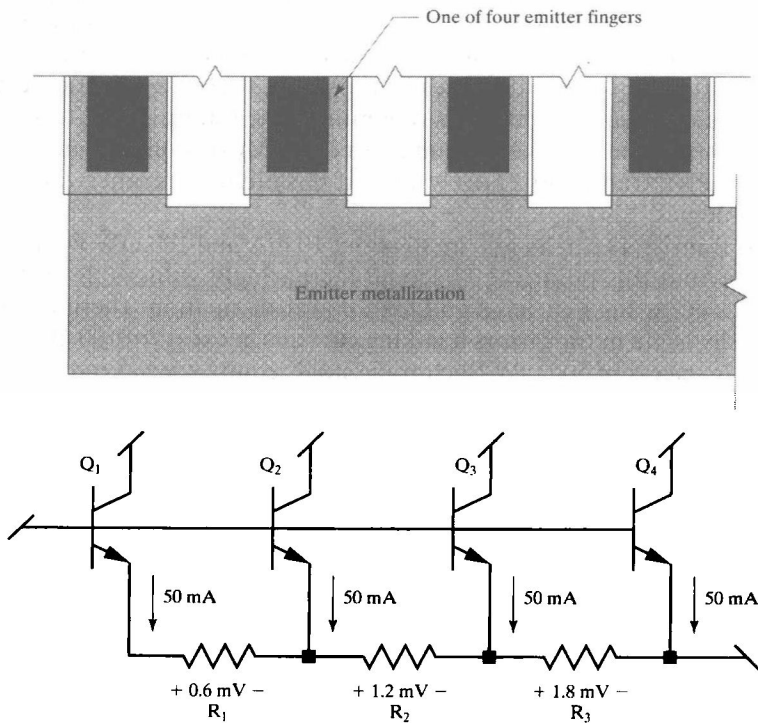 One of four emitter fingers
Emitter metallization
Q₁ Q₂ Q₃ Q₄
50 mA 50 mA 50 mA 50 mA
+ 0.6 mV − + 1.2 mV − + 1.8 mV −
R₁ R₂ R₃